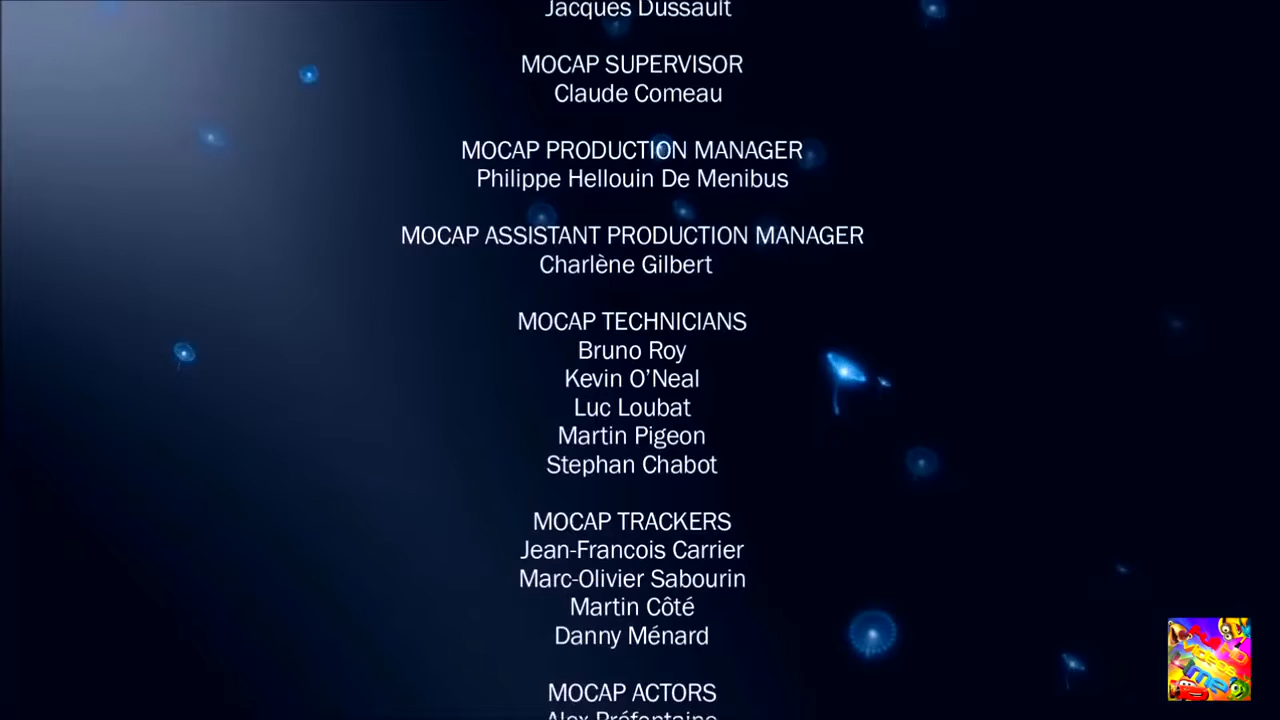 Jacques Dussault
MOCAP SUPERVISOR
Claude Comeau
MOCAP PRODUCTION MANAGER
Philippe Hellouin De Menibus
MOCAP ASSISTANT PRODUCTION MANAGER
Charlène Gilbert
MOCAP TECHNICIANS
Bruno Roy
Kevin O’Neal
Luc Loubat
Martin Pigeon
Stephan Chabot
MOCAP TRACKERS
Jean-Francois Carrier
Marc-Olivier Sabourin
Martin Côté
Danny Ménard
MOCAP ACTORS
Alex Préfontaine